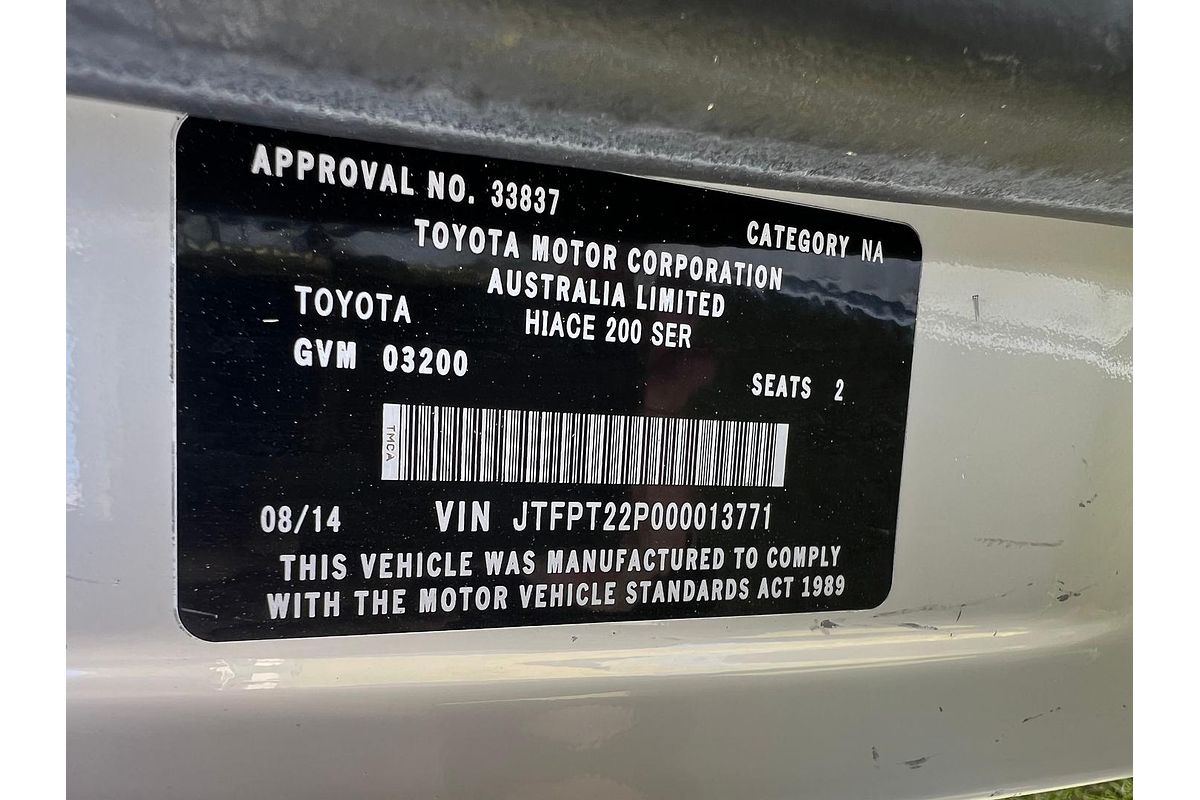 APPROVAL NO. 33837
CATEGORY NA
TOYOTA MOTOR CORPORATION
AUSTRALIA LIMITED
TOYOTA
HIACE 200 SER
GVM 03200
SEATS 2
TMCA
08/14 VIN JTFPT22P000013771
THIS VEHICLE WAS MANUFACTURED TO COMPLY
WITH THE MOTOR VEHICLE STANDARDS ACT 1989